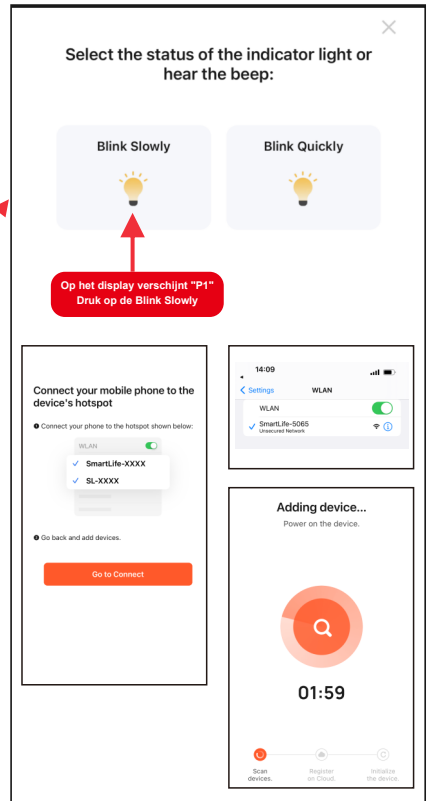 Select the status of the indicator light or
hear the beep:
Blink Slowly
Blink Quickly
Op het display verschijnt "P1"
Druk op de Blink Slowly
Connect your mobile phone to the
device's hotspot
❶ Connect your phone to the hotspot shown below:
WLAN
✓ SmartLife-XXXX
✓ SL-XXXX
❶ Go back and add devices.
Go to Connect
14:09
Settings
WLAN
WLAN
✓ SmartLife-5065
Unsecured Network
Adding device...
Power on the device.
01:59
Scan
devices.
Register
on Cloud.
Initialize
the device.